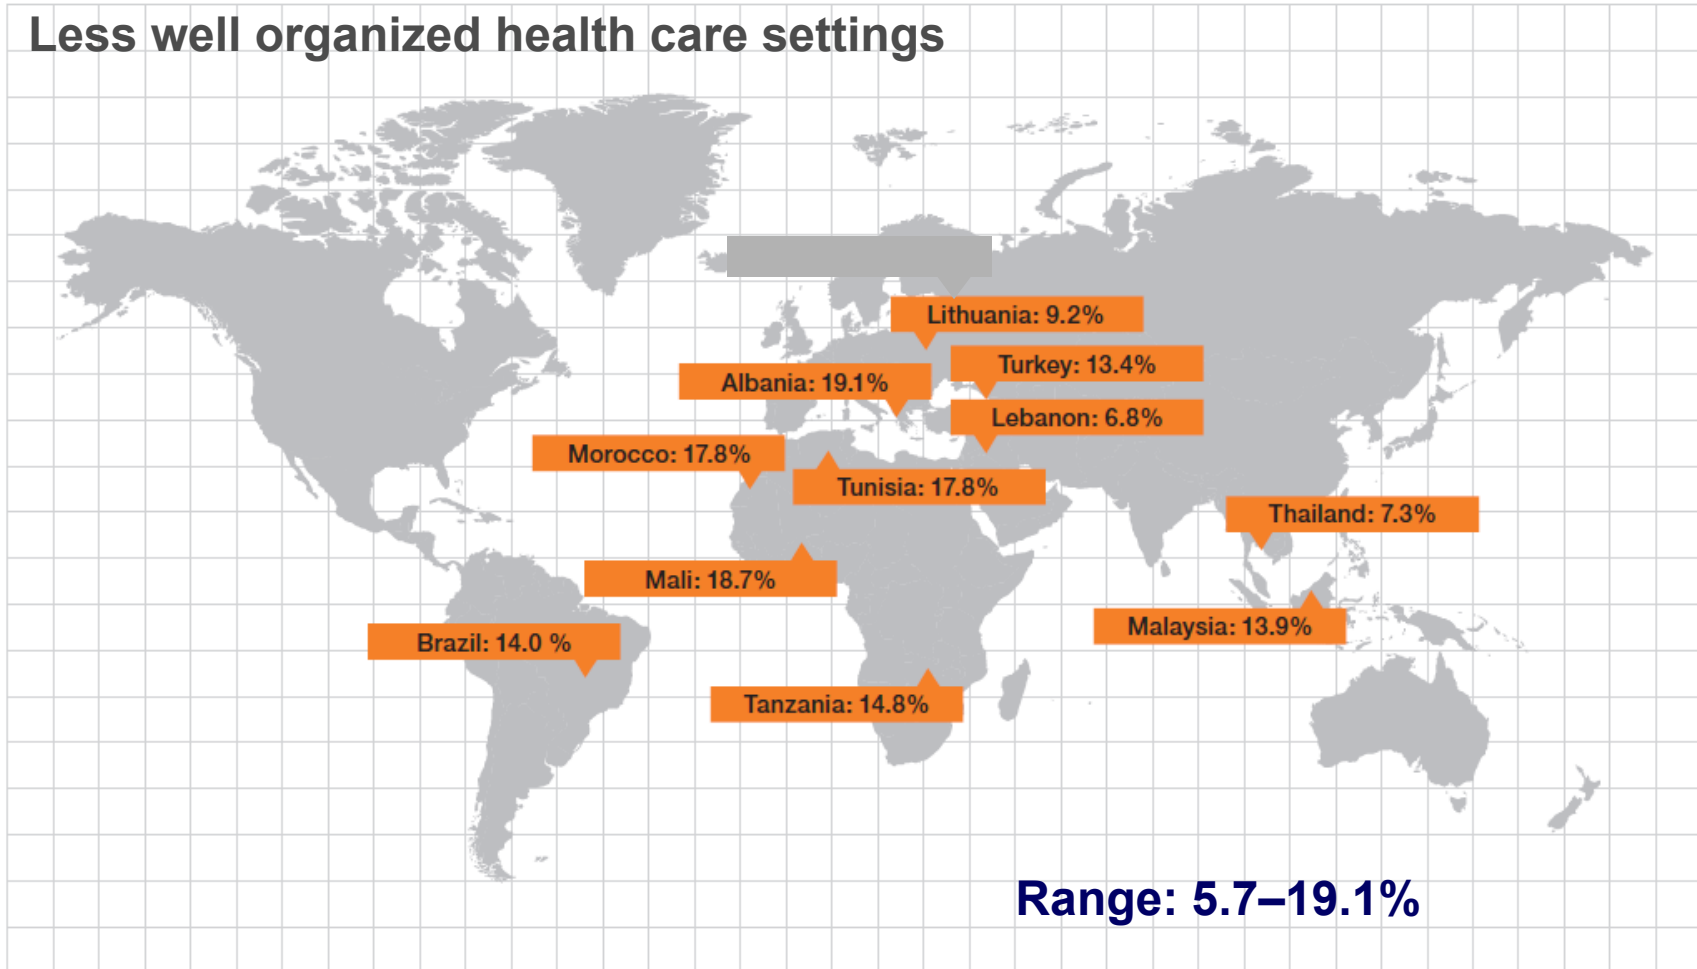 Less well organized health care settings
Lithuania: 9.2%
Turkey: 13.4%
Albania: 19.1%
Lebanon: 6.8%
Morocco: 17.8%
Tunisia: 17.8%
Thailand: 7.3%
Mali: 18.7%
Malaysia: 13.9%
Brazil: 14.0 %
Tanzania: 14.8%
Range: 5.7–19.1%